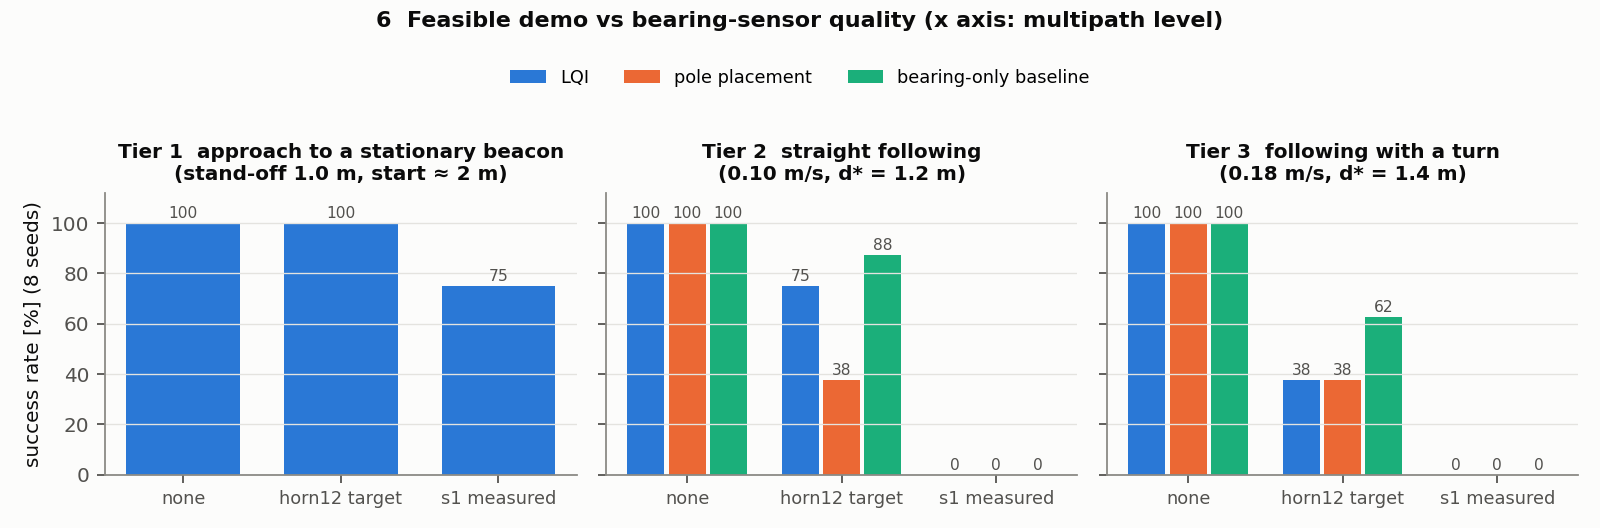 6  Feasible demo vs bearing-sensor quality (x axis: multipath level)
LQI
pole placement
bearing-only baseline
Tier 1  approach to a stationary beacon
(stand-off 1.0 m, start ≈ 2 m)
success rate [%] (8 seeds)
100
80
60
40
20
0
100
100
75
none
horn12 target
s1 measured
Tier 2  straight following
(0.10 m/s, d* = 1.2 m)
100 100 100
75
38
88
0 0 0
none
horn12 target
s1 measured
Tier 3  following with a turn
(0.18 m/s, d* = 1.4 m)
100 100 100
38 38
62
0 0 0
none
horn12 target
s1 measured